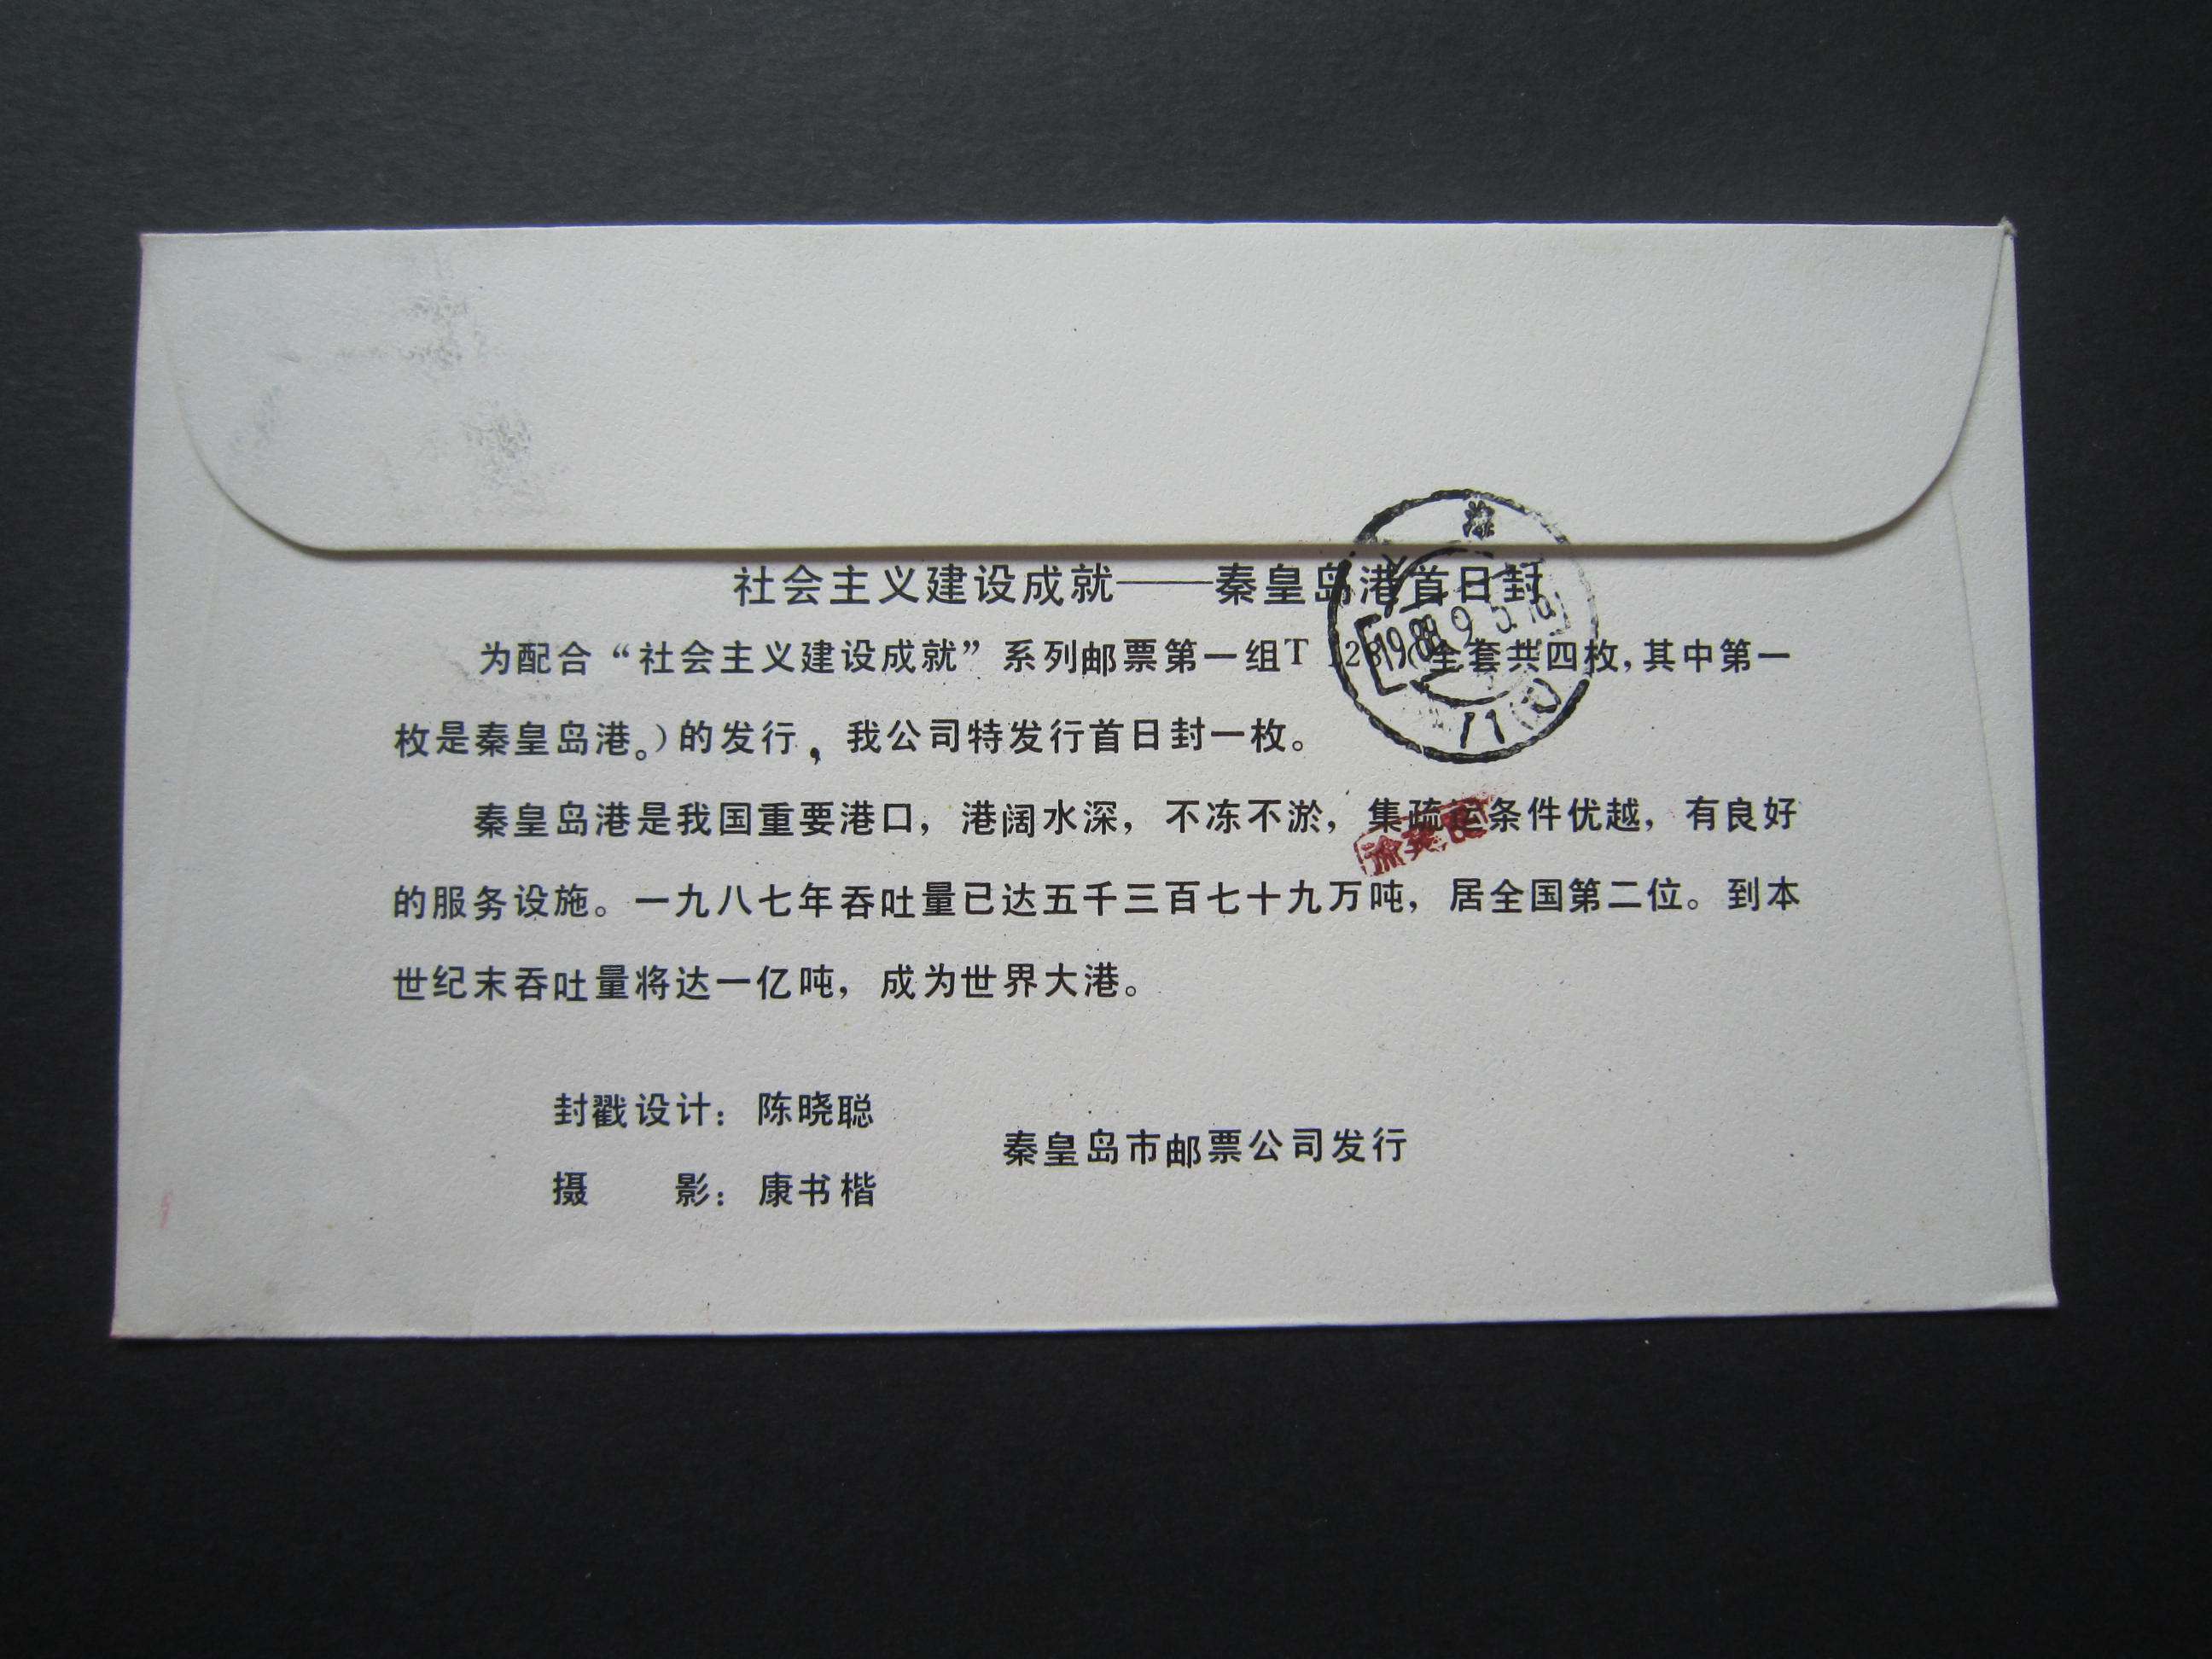 社会主义建设成就——秦皇岛港首日封
为配合“社会主义建设成就”系列邮票第一组T 128（全套共四枚，其中第一
枚是秦皇岛港。）的发行，我公司特发行首日封一枚。
秦皇岛港是我国重要港口，港阔水深，不冻不淤，集疏运条件优越，有良好
的服务设施。一九八七年吞吐量已达五千三百七十九万吨，居全国第二位。到本
世纪末吞吐量将达一亿吨，成为世界大港。
封戳设计：陈晓聪
摄　　影：康书楷
秦皇岛市邮票公司发行
1988.9.5.